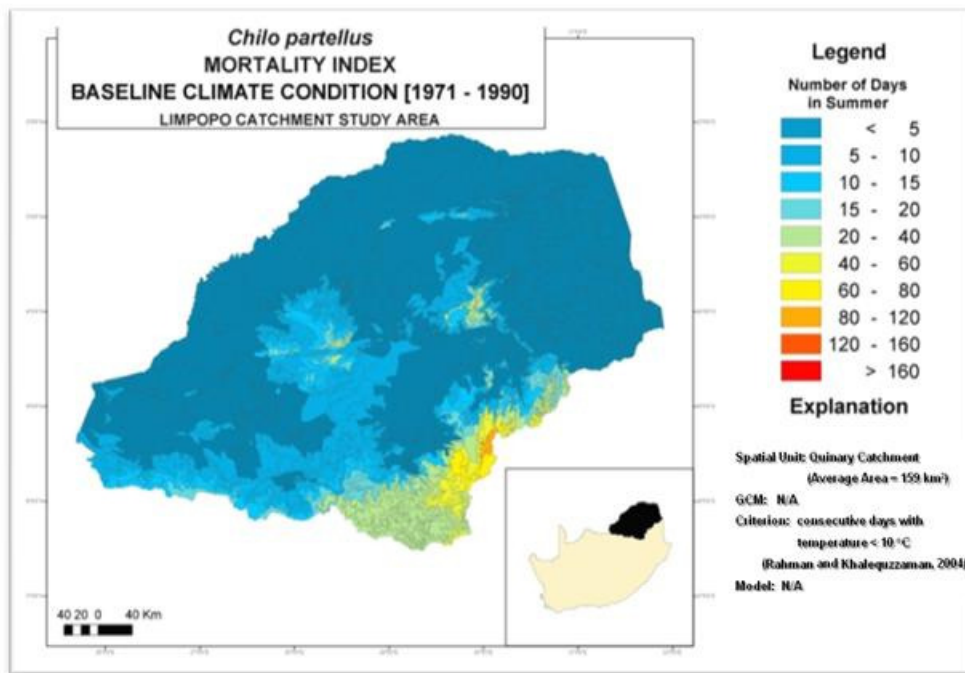 Chilo partellus
MORTALITY INDEX
BASELINE CLIMATE CONDITION [1971 - 1990]
LIMPOPO CATCHMENT STUDY AREA
Legend
Number of Days
in Summer
< 5
5 - 10
10 - 15
15 - 20
20 - 40
40 - 60
60 - 80
80 - 120
120 - 160
> 160
Explanation
Spatial Unit: Quinary Catchment
(Average Area = 159 km²)
GCM: N/A
Criterion: consecutive days with
temperature < 10 °C
(Rahman and Khalequzzaman, 2004)
Model: N/A
40 20 0 40 Km